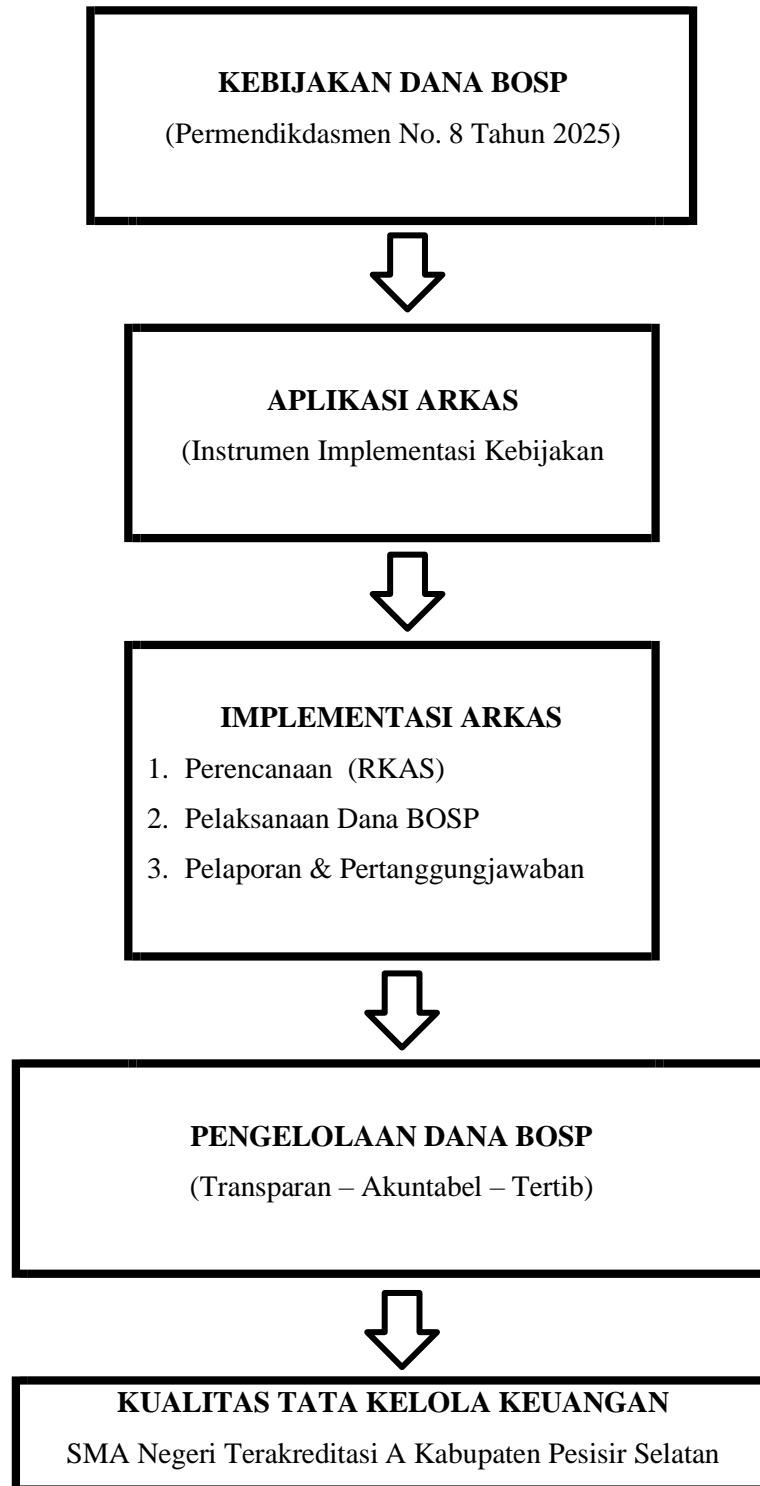 KEBIJAKAN DANA BOSP
(Permendikdasmen No. 8 Tahun 2025)
APLIKASI ARKAS
(Instrumen Implementasi Kebijakan
IMPLEMENTASI ARKAS
1. Perencanaan (RKAS)
2. Pelaksanaan Dana BOSP
3. Pelaporan & Pertanggungjawaban
PENGELOLAAN DANA BOSP
(Transparan – Akuntabel – Tertib)
KUALITAS TATA KELOLA KEUANGAN
SMA Negeri Terakreditasi A Kabupaten Pesisir Selatan